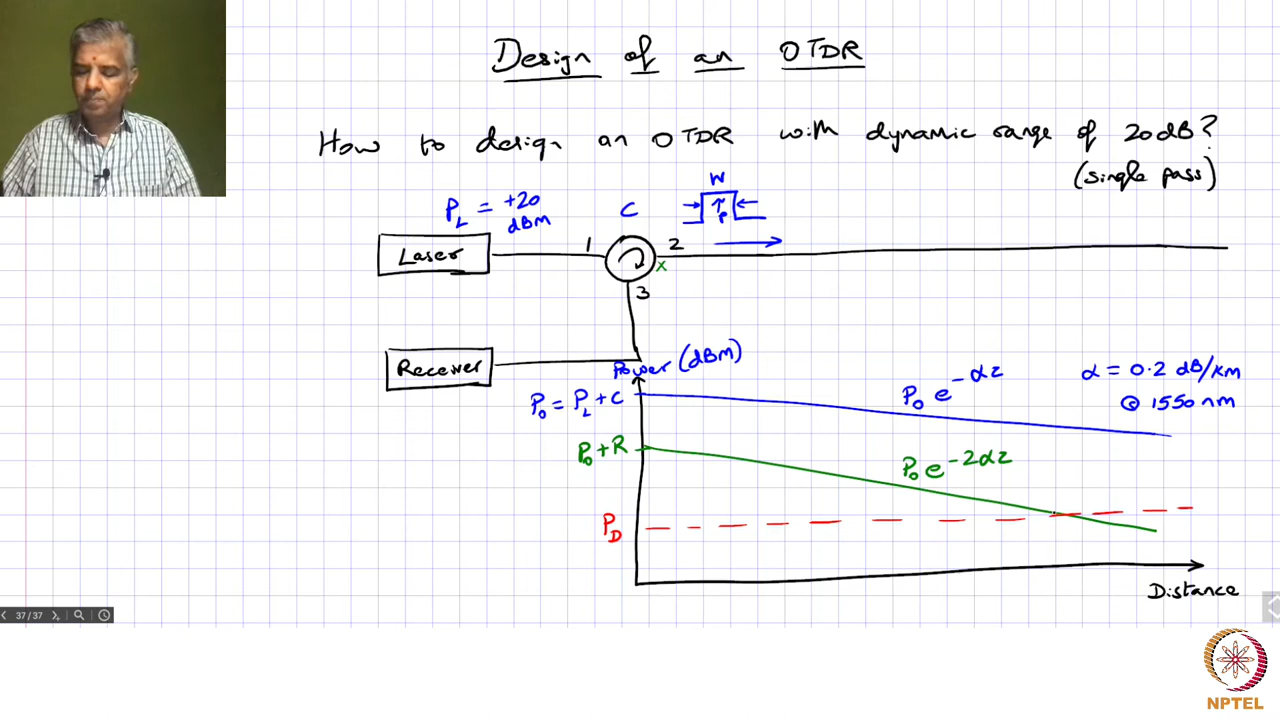 Design of an OTDR
How to design an OTDR with dynamic range of 20 dB?
(single pass)
P_L = +20 dBm
C
W
P
Laser
1
2
x
3
Receiver
Power (dBm)
P_0 = P_L + C
P_0 e^{-αz}
α = 0.2 dB/km
@ 1550 nm
P_0 + R
P_0 e^{-2αz}
P_D
Distance
37/37
NPTEL